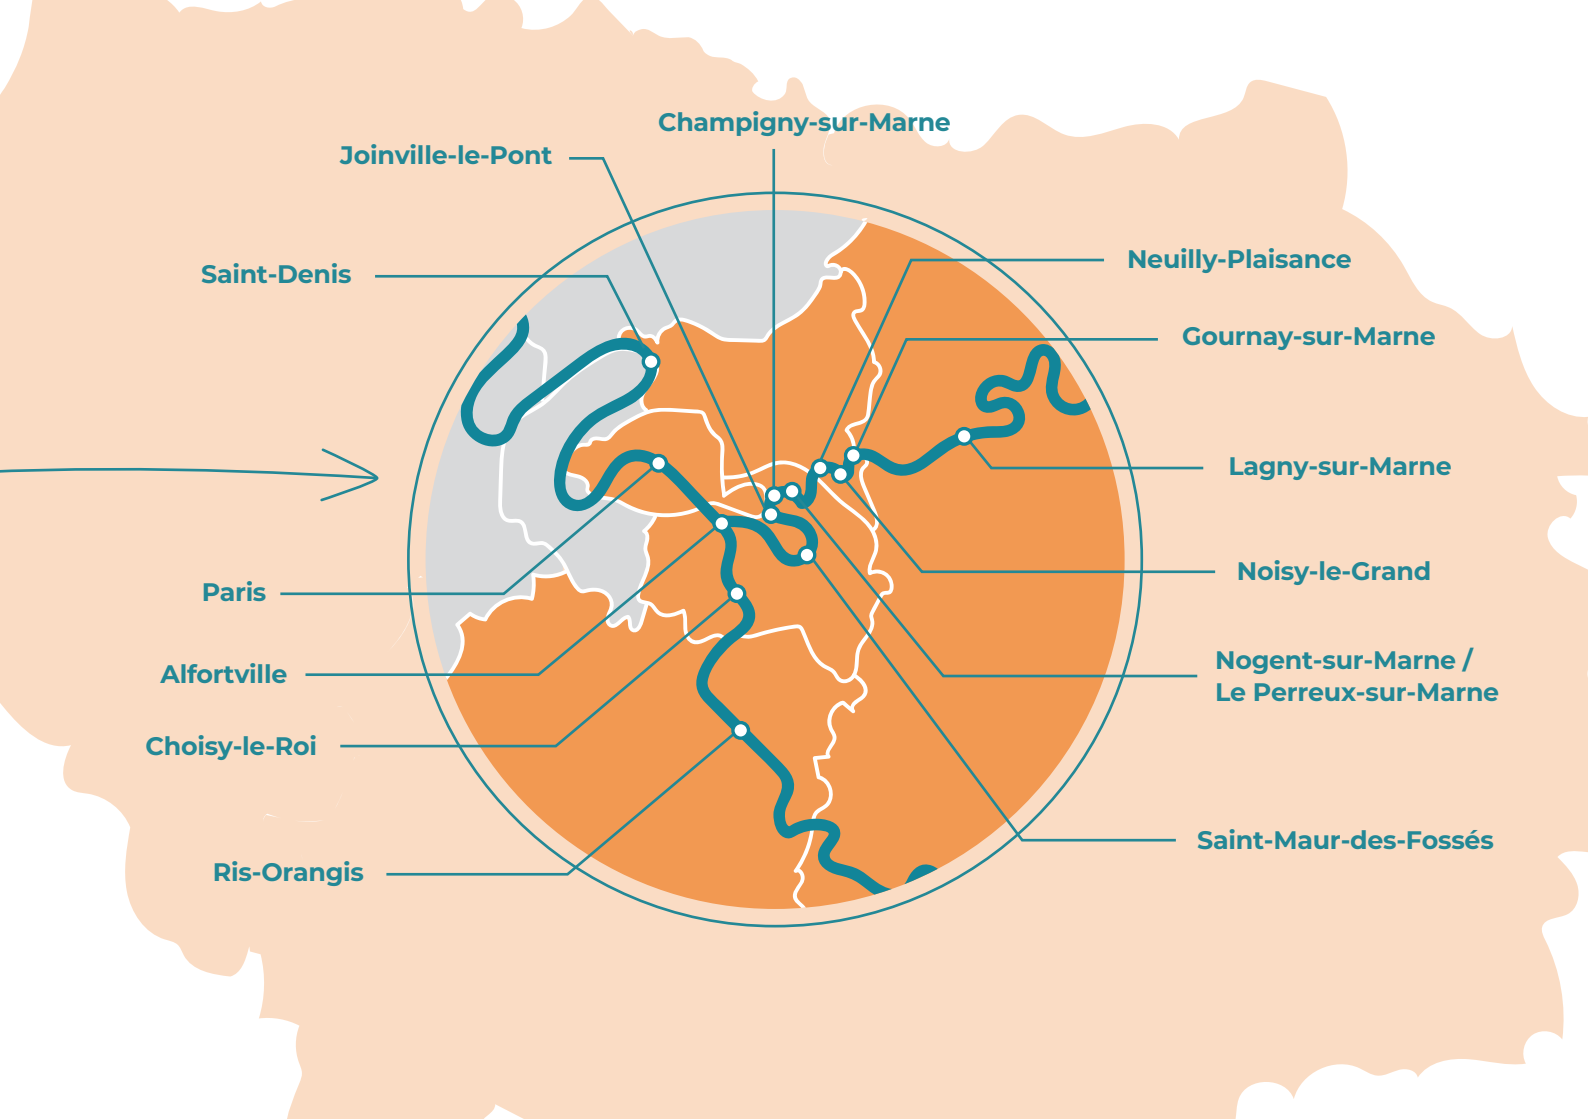 Champigny-sur-Marne
Joinville-le-Pont
Saint-Denis
Neuilly-Plaisance
Gournay-sur-Marne
Lagny-sur-Marne
Noisy-le-Grand
Paris
Nogent-sur-Marne /
Le Perreux-sur-Marne
Alfortville
Choisy-le-Roi
Saint-Maur-des-Fossés
Ris-Orangis